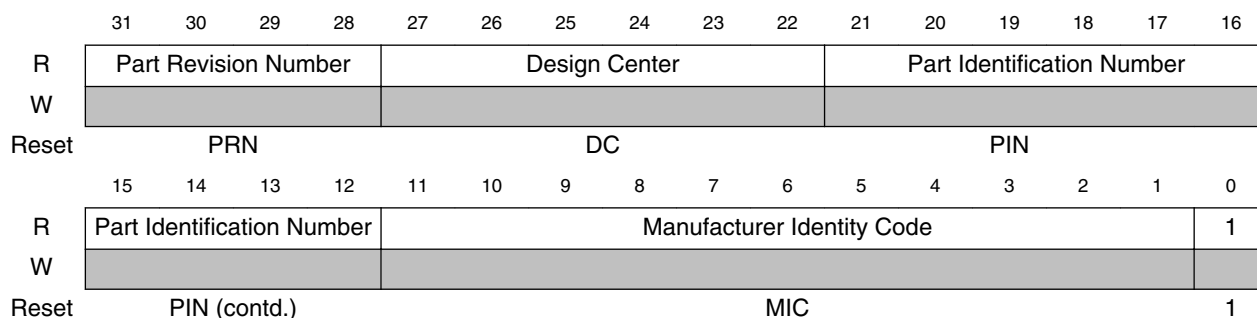 31 30 29 28 27 26 25 24 23 22 21 20 19 18 17 16
R Part Revision Number Design Center Part Identification Number
W
Reset PRN DC PIN
15 14 13 12 11 10 9 8 7 6 5 4 3 2 1 0
R Part Identification Number Manufacturer Identity Code 1
W
Reset PIN (contd.) MIC 1